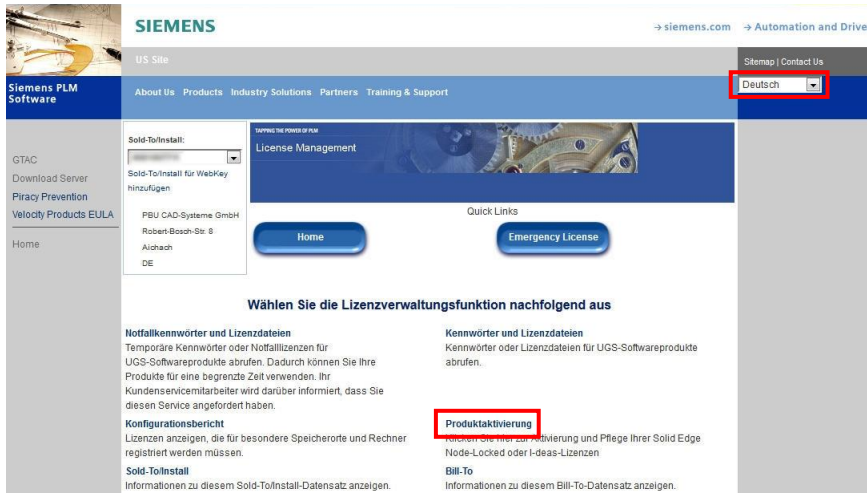 SIEMENS
→ siemens.com → Automation and Drive
US Site
Sitemap | Contact Us
Siemens PLM
Software
About Us Products Industry Solutions Partners Training & Support
Deutsch
GTAC
Download Server
Piracy Prevention
Velocity Products EULA
Home
Sold-To/Install:
Sold-To/Install für WebKey
hinzufügen
PBU CAD-Systeme GmbH
Robert-Bosch-Str. 8
Aichach
DE
TAPPING THE POWER OF PLM
License Management
Quick Links
Home
Emergency License
Wählen Sie die Lizenzverwaltungsfunktion nachfolgend aus
Notfallkennwörter und Lizenzdateien
Temporäre Kennwörter oder Notfalllizenzen für
UGS-Softwareprodukte abrufen. Dadurch können Sie Ihre
Produkte für eine begrenzte Zeit verwenden. Ihr
Kundenservicemitarbeiter wird darüber informiert, dass Sie
diesen Service angefordert
haben.
Kennwörter und Lizenzdateien
Kennwörter oder Lizenzdateien für UGS-Softwareprodukte
abrufen.
Konfigurationsbericht
Lizenzen anzeigen, die für besondere Speicherorte und Rechner
registriert werden müssen.
Produktaktivierung
Klicken Sie hier zur Aktivierung und Pflege Ihrer Solid Edge
Node-Locked oder I-deas-Lizenzen
Sold-To/Install
Informationen zu diesem Sold-To/Install-Datensatz anzeigen.
Bill-To
Informationen zu diesem Bill-To-Datensatz anzeigen.